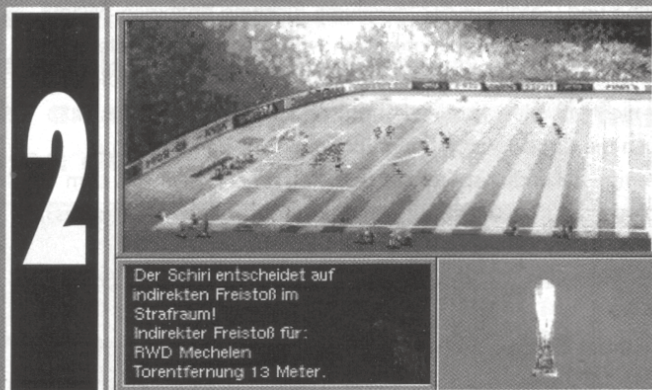 2
Der Schiri entscheidet auf
indirekten Freistoß im
Strafraum!
Indirekter Freistoß für:
RWD Mechelen
Torentfernung 13 Meter.